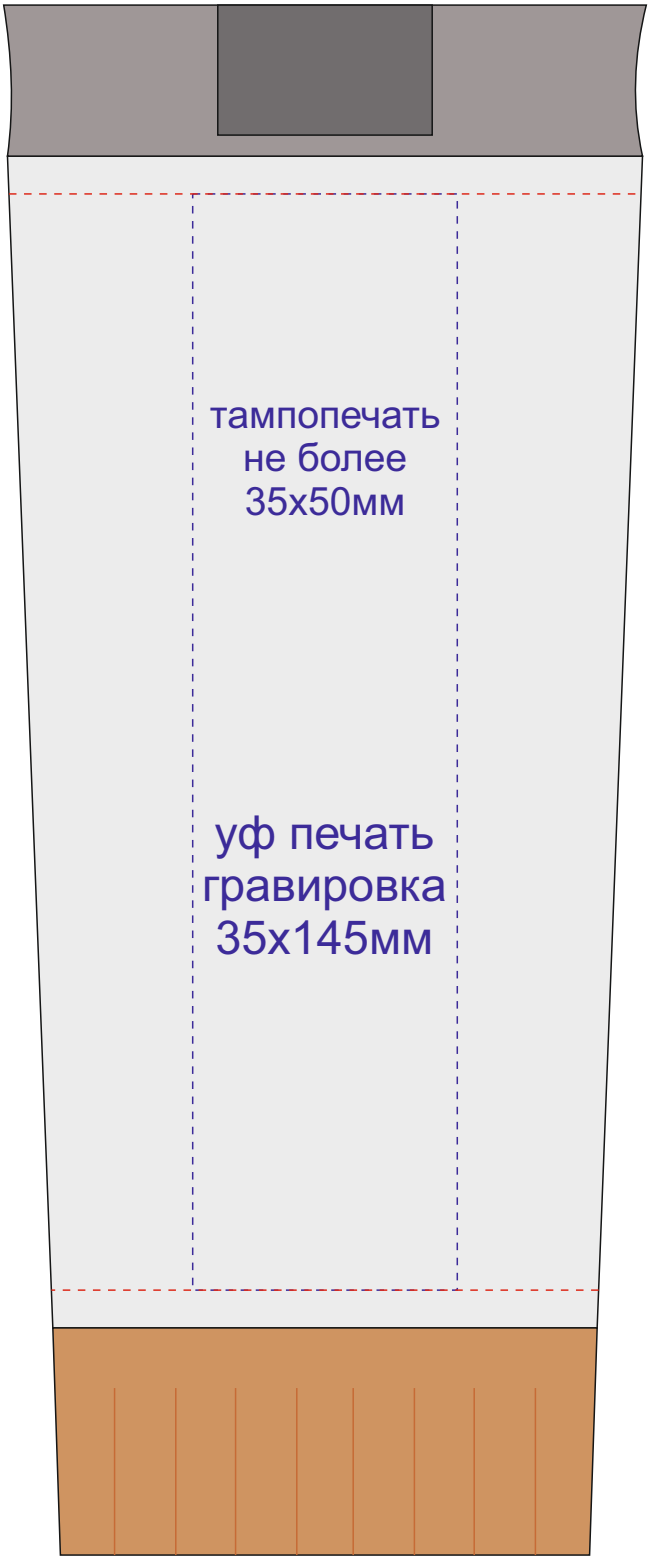 тампопечать
не более
35х50мм
уф печать
гравировка
35х145мм